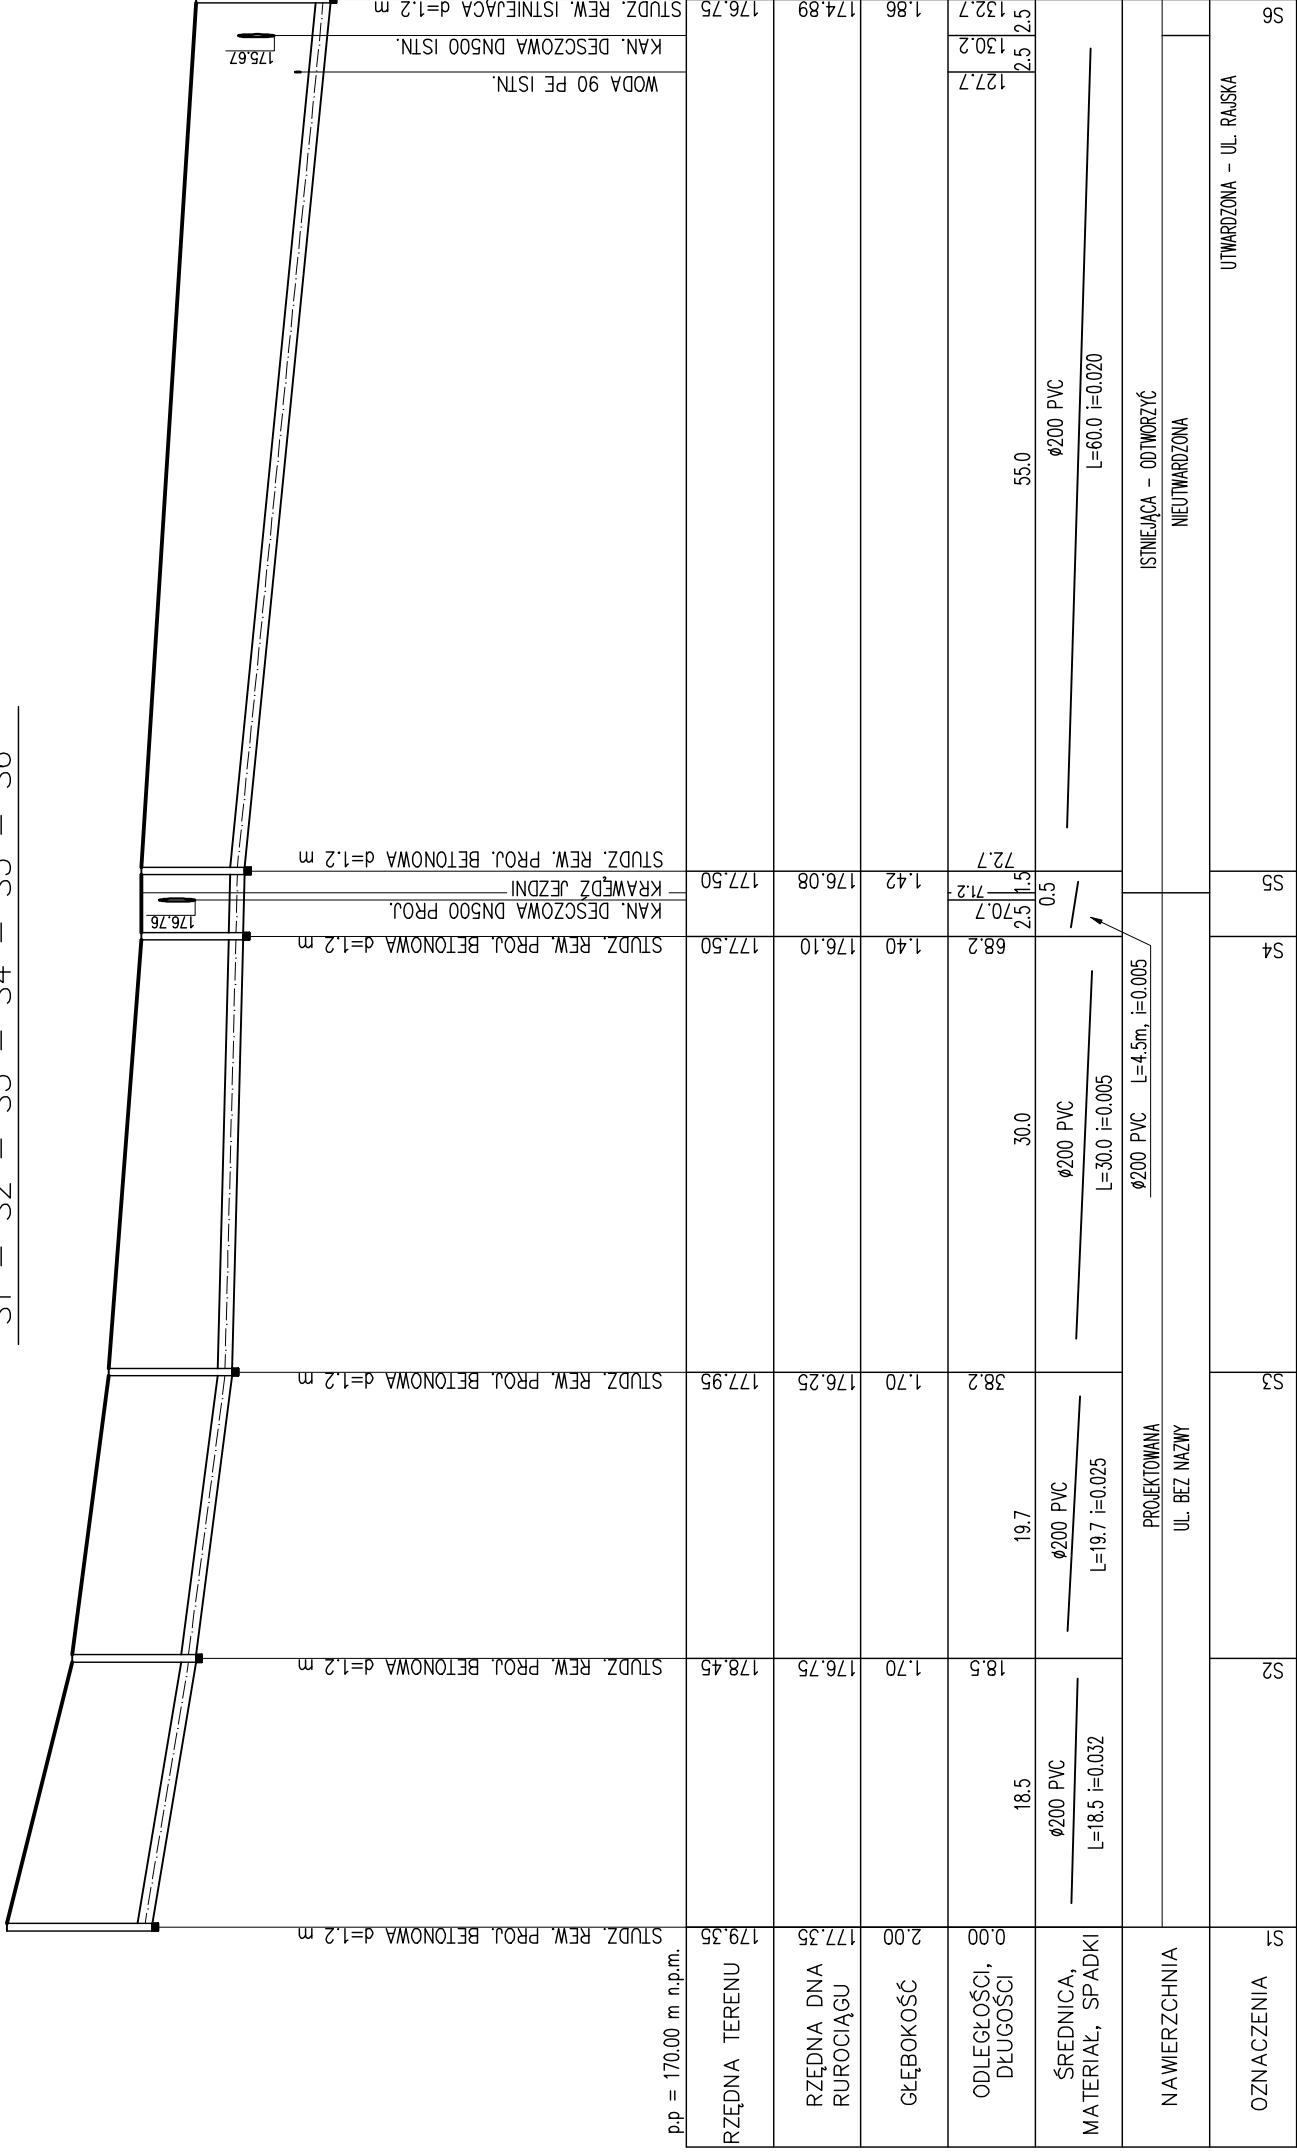 S1 – S2 – S3 – S4 – S5 – S6
p.p = 170.00 m n.p.m.
STUDZ. REW. PROJ. BETONOWA d=1.2 m
STUDZ. REW. PROJ. BETONOWA d=1.2 m
STUDZ. REW. PROJ. BETONOWA d=1.2 m
STUDZ. REW. PROJ. BETONOWA d=1.2 m
176.76
KAN. DESCZOWA DN500 PROJ.
KRAWĘDŹ JEZDNI
STUDZ. REW. PROJ. BETONOWA d=1.2 m
WODA 90 PE ISTN.
175.67
KAN. DESCZOWA DN500 ISTN.
STUDZ. REW. ISTNIEJĄCA d=1.2 m
RZĘDNA TERENU
179.35 178.45 177.95 177.50 177.50 176.75
RZĘDNA DNA
RUROCIĄGU
177.35 176.75 176.25 176.10 176.08 174.89
GŁĘBOKOŚĆ
2.00 1.70 1.70 1.40 1.42 1.86
ODLEGŁOŚCI,
DŁUGOŚCI
0.00 18.5 38.2 68.2 70.7 71.2 72.7 127.7 130.2 132.7
18.5 19.7 30.0 2.5 0.5 1.5 55.0 2.5 2.5
ŚREDNICA,
MATERIAŁ, SPADKI
ø200 PVC
L=18.5 i=0.032
ø200 PVC
L=19.7 i=0.025
ø200 PVC
L=30.0 i=0.005
ø200 PVC L=4.5m, i=0.005
ø200 PVC
L=60.0 i=0.020
NAWIERZCHNIA
PROJEKTOWANA
UL. BEZ NAZWY
ISTNIEJĄCA - ODTWORZYĆ
NIEUTWARDZONA
UTWARDZONA - UL. RAJSKA
OZNACZENIA
S1 S2 S3 S4 S5 S6